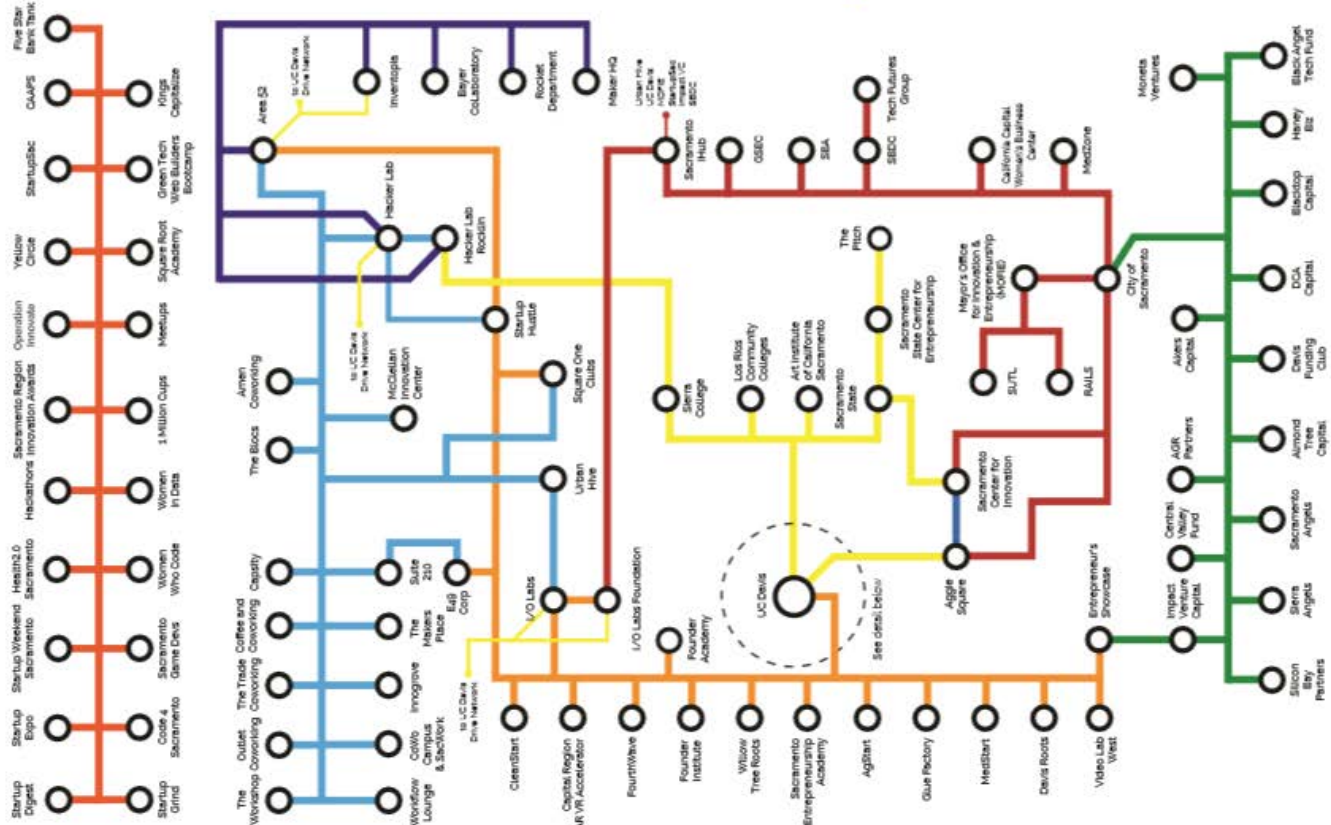 Startup
Digest
Startup
Expo
Startup Weekend
Sacramento
Health2.0
Sacramento
Hackathons
Sacramento Region
Innovation Awards
Operation
Innovate
Yellow
Circle
StartupSac
CAAPS
Five Star
Bank Tank
Startup
Grind
Code 4
Sacramento
Sacramento
Game Devs
Women
Who Code
Women
In Data
1 Million Cups
Meetups
Square Root
Academy
Green Tech
Web Builders
Bootcamp
Kings
Capitalize
The
Workshop
Outlet
Coworking
The Trade
Coworking
Coffee and
Coworking
Capsity
The Blocs
Amen
Coworking
Area 52
to UC Davis
Drive Network
Inventopia
Bayer
CoLaboratory
Rocket
Department
Maker HQ
Workflow
Lounge
CoWo
Campus
& SacWork
Innogrove
The
Makers
Place
Suite
210
E49
Corp
McClellan
Innovation
Center
to UC Davis
Drive Network
Hacker Lab
Hacker Lab
Rocklin
Startup
Hustle
Square One
Clubs
Urban
Hive
I/O Labs
I/O Labs Foundation
to UC Davis
Drive Network
Urban Hive
UC Davis
MOFIE
StartupSac
Impact VC
SBDC
Sacramento
iHub
GSEC
SBA
SBDC
Tech Futures
Group
California Capital
Women's Business
Center
MedZone
Founder
Academy
Sierra
College
Los Rios
Community
Colleges
Art Institute
of California
Sacramento
Sacramento
State
Sacramento
State Center for
Entrepreneurship
The
Pitch
UC Davis
See detail below
Aggie
Square
Sacramento
Center for
Innovation
SUTL
RAILS
Mayor's Office
for Innovation &
Entrepreneurship
(MOFIE)
City of
Sacramento
CleanStart
Capital Region
AR VR Accelerator
FourthWave
Founder
Institute
Willow
Tree Roots
Sacramento
Entrepreneurship
Academy
AgStart
Glue Factory
MedStart
Davis Roots
Video Lab
West
Entrepreneur's
Showcase
Impact
Venture
Capital
Central
Valley
Fund
AGR
Partners
Akers
Capital
Moneta
Ventures
Silicon
Bay
Partners
Sierra
Angels
Sacramento
Angels
Almond
Tree
Capital
Davis
Funding
Club
DCA
Capital
Blacktop
Capital
Haney
Biz
Black Angel
Tech Fund